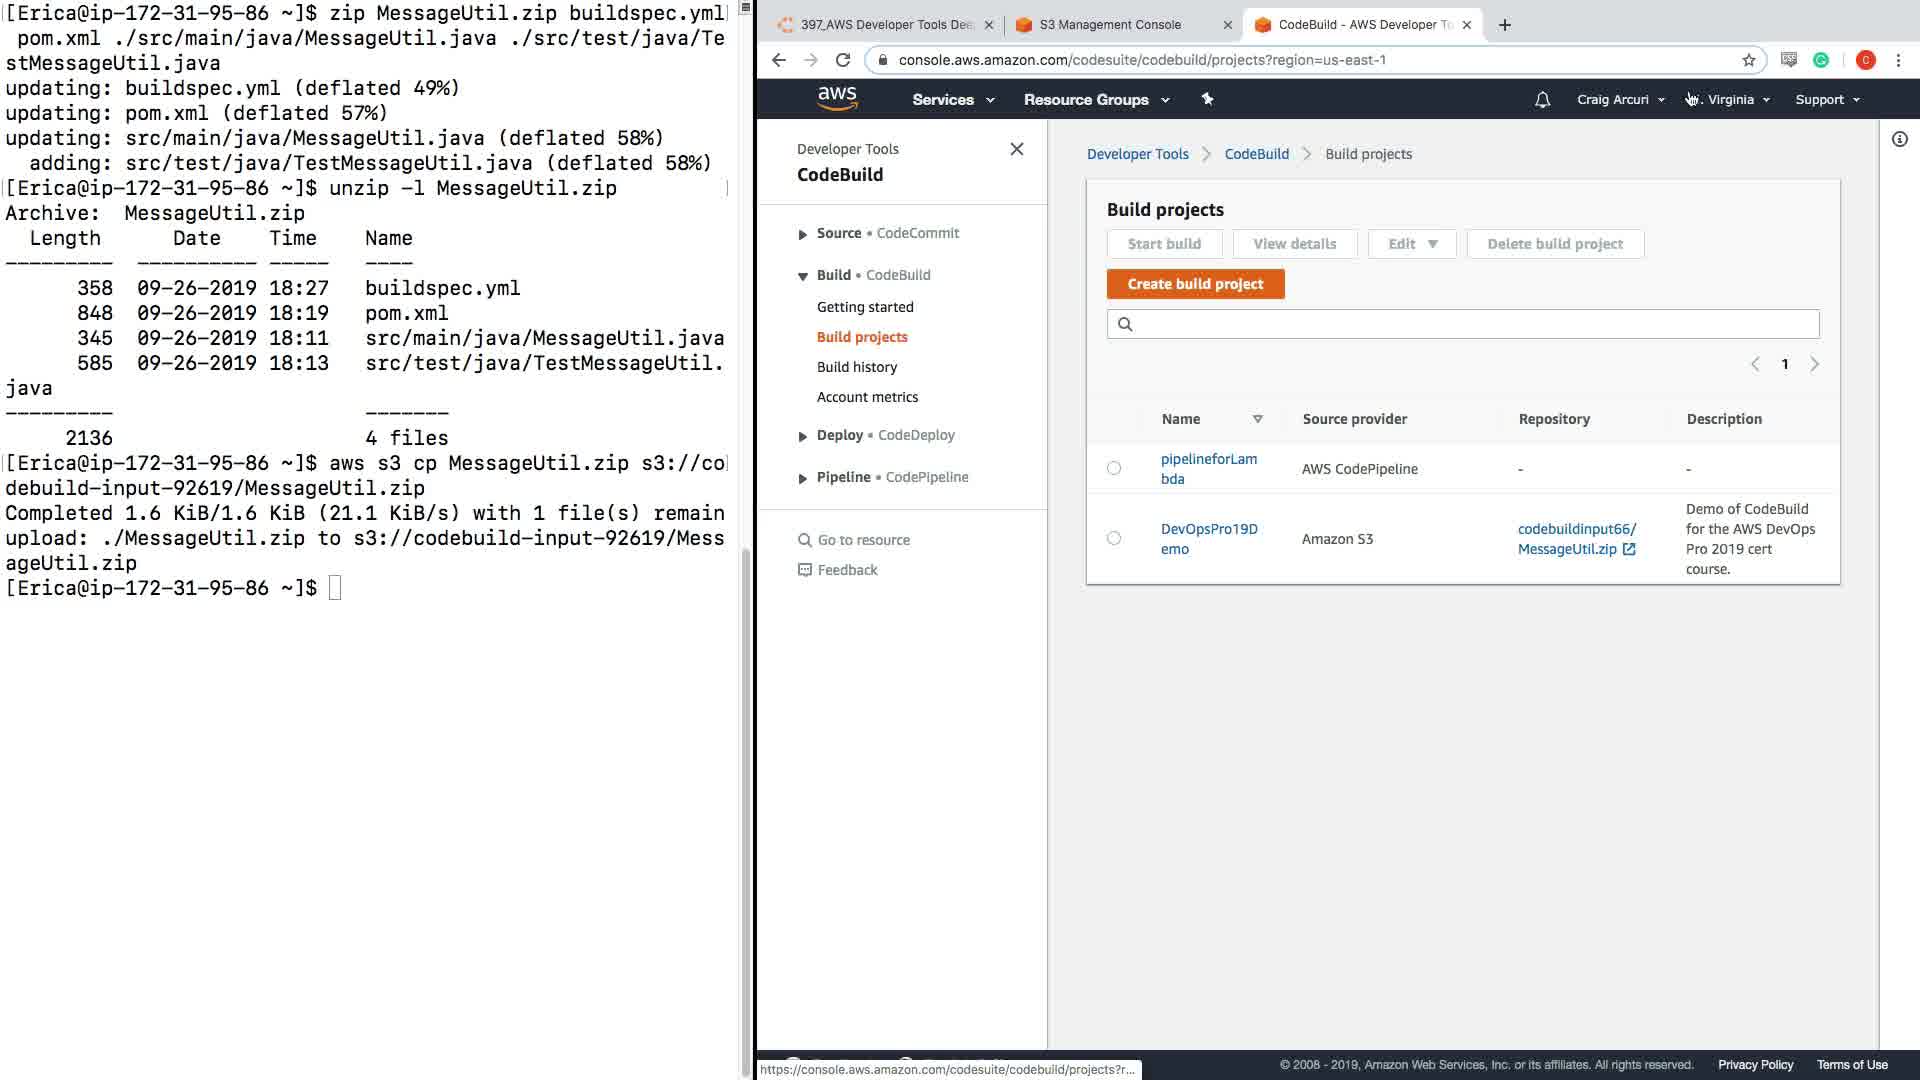 [Erica@ip-172-31-95-86 ~]$ zip MessageUtil.zip buildspec.yml
pom.xml ./src/main/java/MessageUtil.java ./src/test/java/Te
stMessageUtil.java
updating: buildspec.yml (deflated 49%)
updating: pom.xml (deflated 57%)
updating: src/main/java/MessageUtil.java (deflated 58%)
adding: src/test/java/TestMessageUtil.java (deflated 58%)
[Erica@ip-172-31-95-86 ~]$ unzip -l MessageUtil.zip
Archive:  MessageUtil.zip
Length Date Time Name
--------- ---------- ----- ----
358 09-26-2019 18:27 buildspec.yml
848 09-26-2019 18:19 pom.xml
345 09-26-2019 18:11 src/main/java/MessageUtil.java
585 09-26-2019 18:13 src/test/java/TestMessageUtil.
java
--------- -------
2136 4 files
[Erica@ip-172-31-95-86 ~]$ aws s3 cp MessageUtil.zip s3://co
debuild-input-92619/MessageUtil.zip
Completed 1.6 KiB/1.6 KiB (21.1 KiB/s) with 1 file(s) remain
upload: ./MessageUtil.zip to s3://codebuild-input-92619/Mess
ageUtil.zip
[Erica@ip-172-31-95-86 ~]$
397_AWS Developer Tools Dee S3 Management Console CodeBuild - AWS Developer To
console.aws.amazon.com/codesuite/codebuild/projects?region=us-east-1 C
aws Services Resource Groups Craig Arcuri Virginia Support
Developer Tools
CodeBuild
Source • CodeCommit
Build • CodeBuild
Getting started
Build projects
Build history
Account metrics
Deploy • CodeDeploy
Pipeline • CodePipeline
Go to resource
Feedback
Developer Tools > CodeBuild > Build projects
Build projects
Start build View details Edit Delete build project
Create build project
1
Name Source provider Repository Description
pipelineforLam
bda
AWS CodePipeline - -
DevOpsPro19D
emo
Amazon S3
codebuildinput66/
MessageUtil.zip
Demo of CodeBuild
for the AWS DevOps
Pro 2019 cert
course.
https://console.aws.amazon.com/codesuite/codebuild/projects?r...
© 2008 - 2019, Amazon Web Services, Inc. or its affiliates. All rights reserved. Privacy Policy Terms of Use